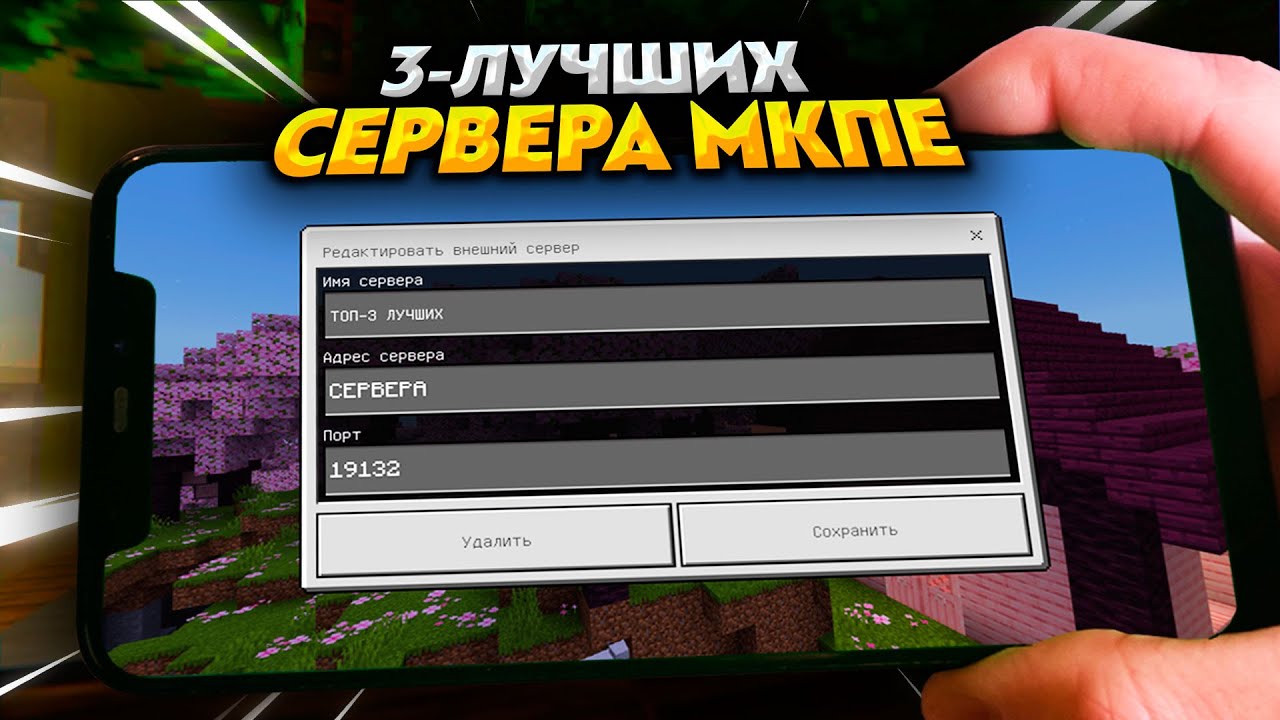 3-ЛУЧШИХ
СЕРВЕРА МКПЕ
Редактировать внешний сервер
Имя сервера
ТОП-3 ЛУЧШИХ
Адрес сервера
СЕРВЕРА
Порт
19132
Удалить
Сохранить